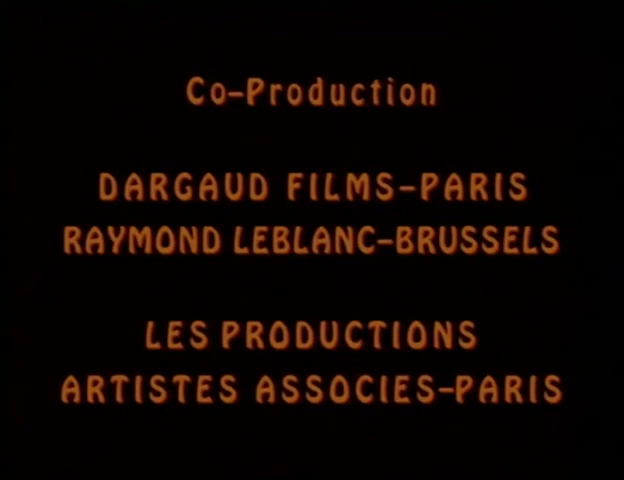 Co-Production
DARGAUD FILMS-PARIS
RAYMOND LEBLANC-BRUSSELS
LES PRODUCTIONS
ARTISTES ASSOCIES-PARIS